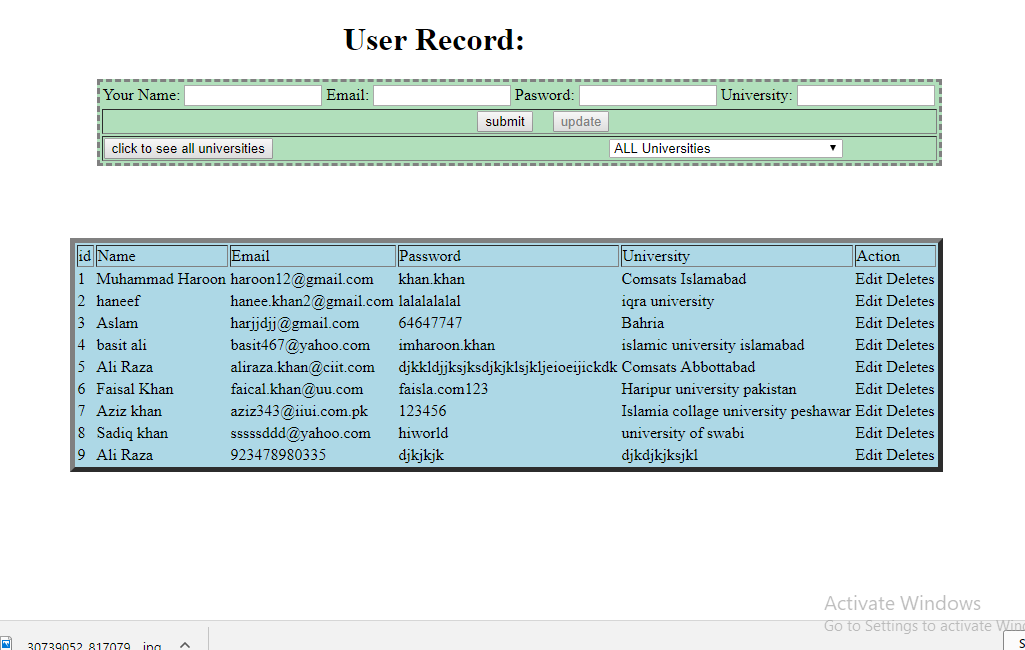 User Record:
Your Name: Email: Pasword: University:
submit update
click to see all universities ALL Universities
id Name Email Password University Action
1 Muhammad Haroon haroon12@gmail.com khan.khan Comsats Islamabad Edit Deletes
2 haneef hanee.khan2@gmail.com lalalalalal iqra university Edit Deletes
3 Aslam harjjdjj@gmail.com 64647747 Bahria Edit Deletes
4 basit ali basit467@yahoo.com imharoon.khan islamic university islamabad Edit Deletes
5 Ali Raza aliraza.khan@ciit.com djkkldjjksjksdjkjklsjkljeioeijickdk Comsats Abbottabad Edit Deletes
6 Faisal Khan faical.khan@uu.com faisla.com123 Haripur university pakistan Edit Deletes
7 Aziz khan aziz343@iiui.com.pk 123456 Islamia collage university peshawar Edit Deletes
8 Sadiq khan sssssddd@yahoo.com hiworld university of swabi Edit Deletes
9 Ali Raza 923478980335 djkjkjk djkdjkjksjkl Edit Deletes
Activate Windows
Go to Settings to activate Win
30739052_817079....jpg